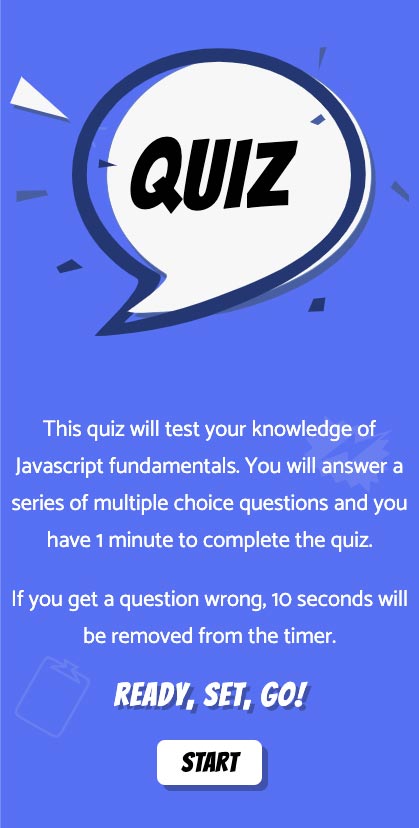 QUIZ
This quiz will test your knowledge of
Javascript fundamentals. You will answer a
series of multiple choice questions and you
have 1 minute to complete the quiz.
If you get a question wrong, 10 seconds will
be removed from the timer.
READY, SET, GO!
START